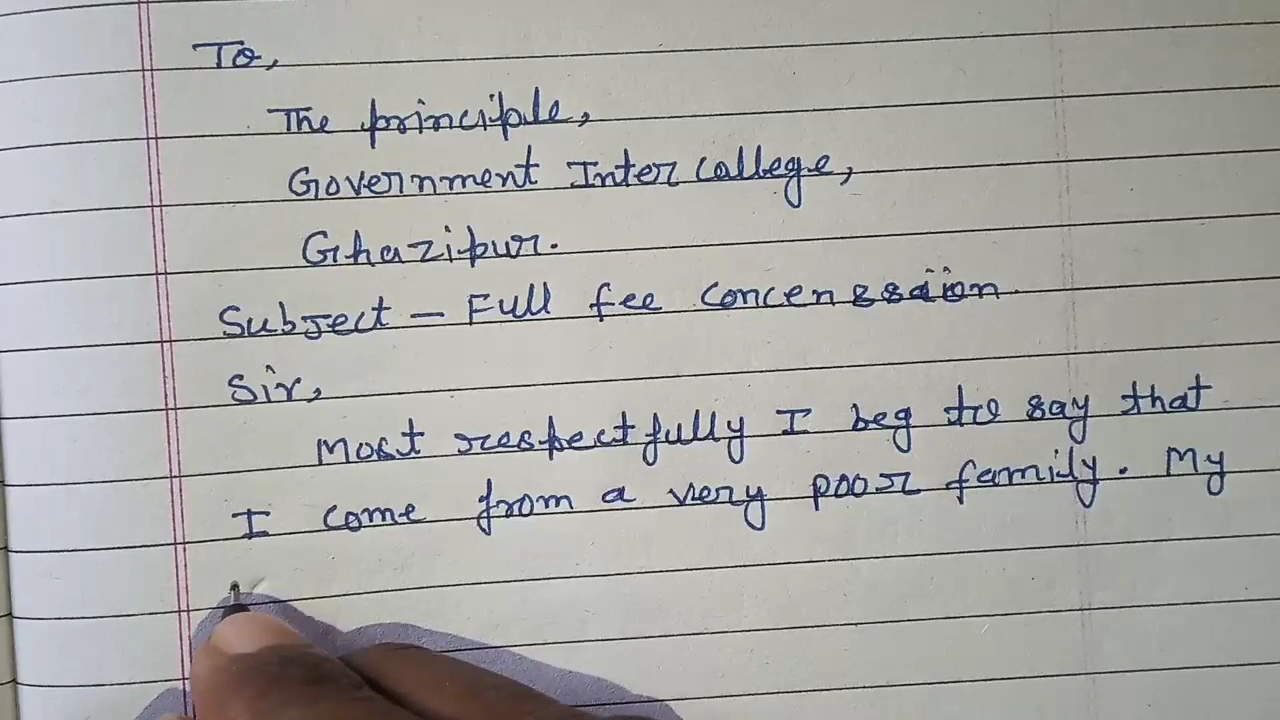 To,
The principle,
Government Inter College,
Ghazipur.
Subject - Full fee concenssion.
Sir,
Most respectfully I beg to say that
I come from a very poor family. My